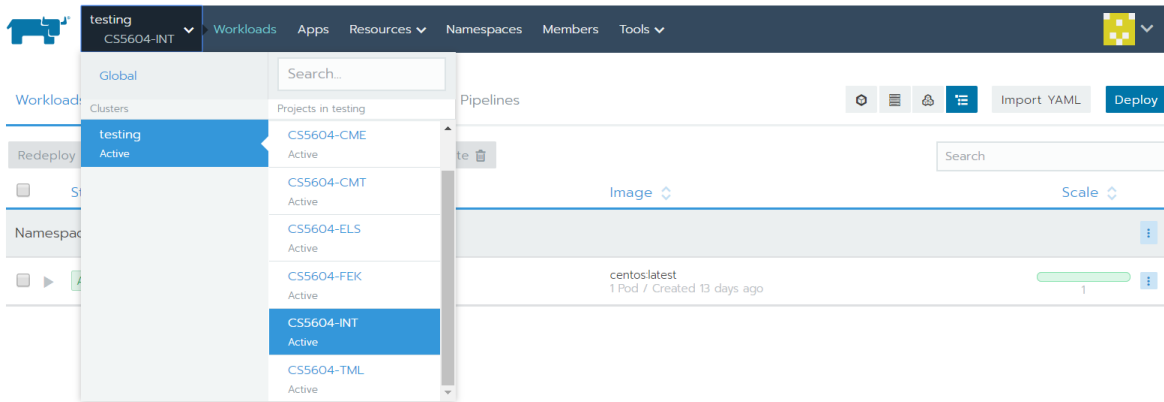 testing
CS5604-INT
Workloads Apps Resources Namespaces Members Tools
Global
Search...
Workloads
Clusters
Projects in testing
Pipelines
Import YAML
Deploy
testing
Active
CS5604-CME
Active
Redeploy
Search
CS5604-CMT
Active
Image
Scale
CS5604-ELS
Active
CS5604-FEK
Active
centos:latest
1 Pod / Created 13 days ago
1
CS5604-INT
Active
CS5604-TML
Active